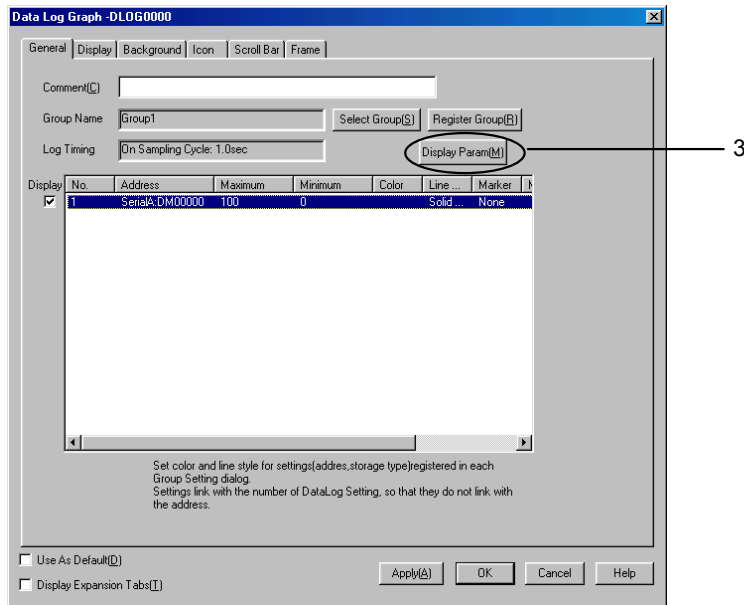 Data Log Graph -DLOG0000
General Display Background Icon Scroll Bar Frame
Comment(C)
Group Name Group1 Select Group(S) Register Group(R)
Log Timing On Sampling Cycle: 1.0sec Display Param(M) 3
Display No. Address Maximum Minimum Color Line ... Marker
1 SerialA:DM00000 100 0 Solid ... None
Set color and line style for settings(addres,storage type)registered in each
Group Setting dialog.
Settings link with the number of DataLog Setting, so that they do not link with
the address.
Use As Default(D)
Apply(A) OK Cancel Help
Display Expansion Tabs(T)